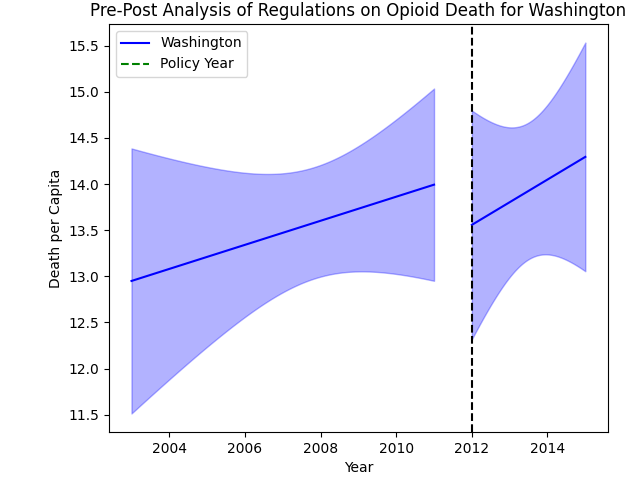 Pre-Post Analysis of Regulations on Opioid Death for Washington
Washington
Policy Year
15.5
15.0
14.5
14.0
13.5
13.0
12.5
12.0
11.5
Death per Capita
2004 2006 2008 2010 2012 2014
Year